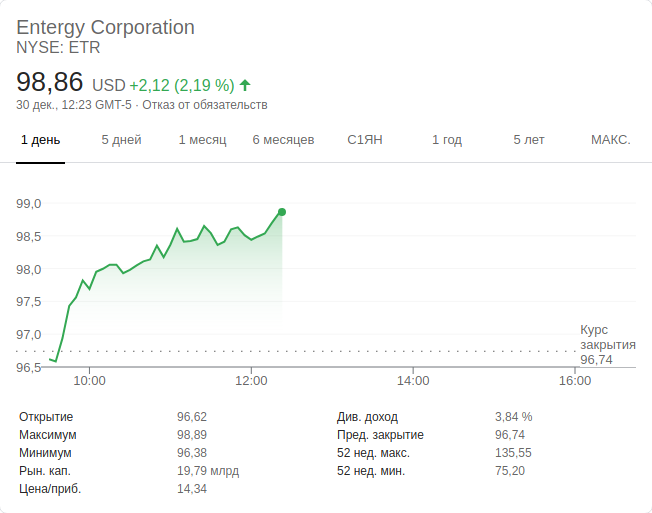 Entergy Corporation
NYSE: ETR
98,86 USD +2,12 (2,19 %)
30 дек., 12:23 GMT-5 · Отказ от обязательств
1 день 5 дней 1 месяц 6 месяцев С1ЯН 1 год 5 лет МАКС.
99,0
98,5
98,0
97,5
97,0
96,5
Курс
закрытия
96,74
10:00 12:00 14:00 16:00
Открытие 96,62 Див. доход 3,84 %
Максимум 98,89 Пред. закрытие 96,74
Минимум 96,38 52 нед. макс. 135,55
Рын. кап. 19,79 млрд 52 нед. мин. 75,20
Цена/приб. 14,34